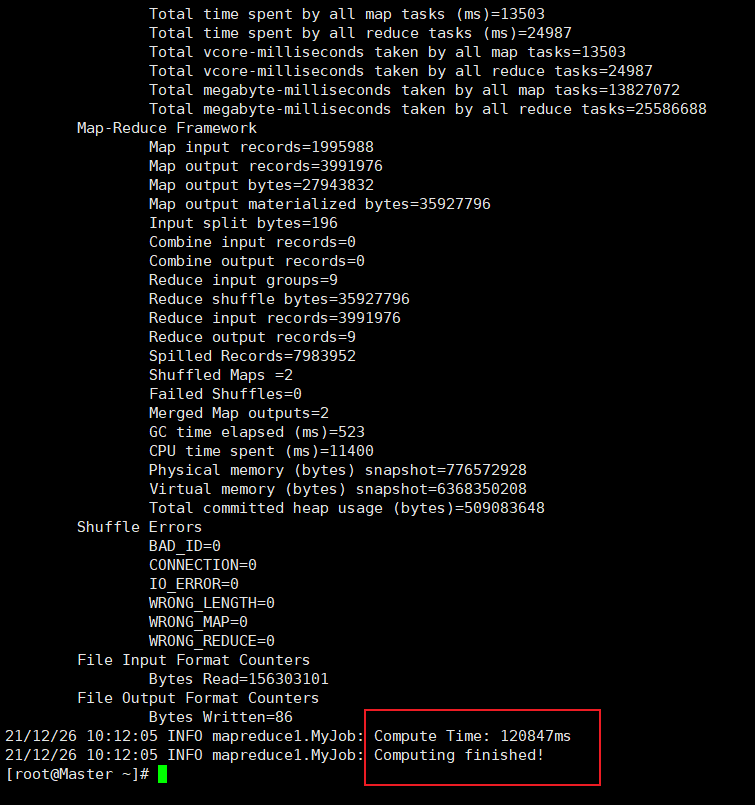 Total time spent by all map tasks (ms)=13503
Total time spent by all reduce tasks (ms)=24987
Total vcore-milliseconds taken by all map tasks=13503
Total vcore-milliseconds taken by all reduce tasks=24987
Total megabyte-milliseconds taken by all map tasks=13827072
Total megabyte-milliseconds taken by all reduce tasks=25586688
Map-Reduce Framework
Map input records=1995988
Map output records=3991976
Map output bytes=27943832
Map output materialized bytes=35927796
Input split bytes=196
Combine input records=0
Combine output records=0
Reduce input groups=9
Reduce shuffle bytes=35927796
Reduce input records=3991976
Reduce output records=9
Spilled Records=7983952
Shuffled Maps =2
Failed Shuffles=0
Merged Map outputs=2
GC time elapsed (ms)=523
CPU time spent (ms)=11400
Physical memory (bytes) snapshot=776572928
Virtual memory (bytes) snapshot=6368350208
Total committed heap usage (bytes)=509083648
Shuffle Errors
BAD_ID=0
CONNECTION=0
IO_ERROR=0
WRONG_LENGTH=0
WRONG_MAP=0
WRONG_REDUCE=0
File Input Format Counters
Bytes Read=156303101
File Output Format Counters
Bytes Written=86
21/12/26 10:12:05 INFO mapreduce1.MyJob: Compute Time: 120847ms
21/12/26 10:12:05 INFO mapreduce1.MyJob: Computing finished!
[root@Master ~]#